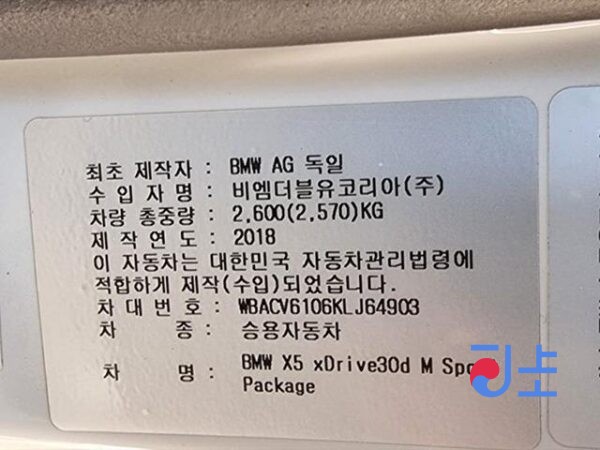 최초 제작자 : BMW AG 독일
수 입 자 명 : 비엠더블유코리아(주)
차량 총중량 : 2,600(2,570)KG
제 작 연 도 : 2018
이 자동차는 대한민국 자동차관리법령에
적합하게 제작(수입)되었습니다.
차 대 번 호 : WBACV6106KLJ64903
차 종 : 승용자동차
차 명 : BMW X5 xDrive30d M
Package